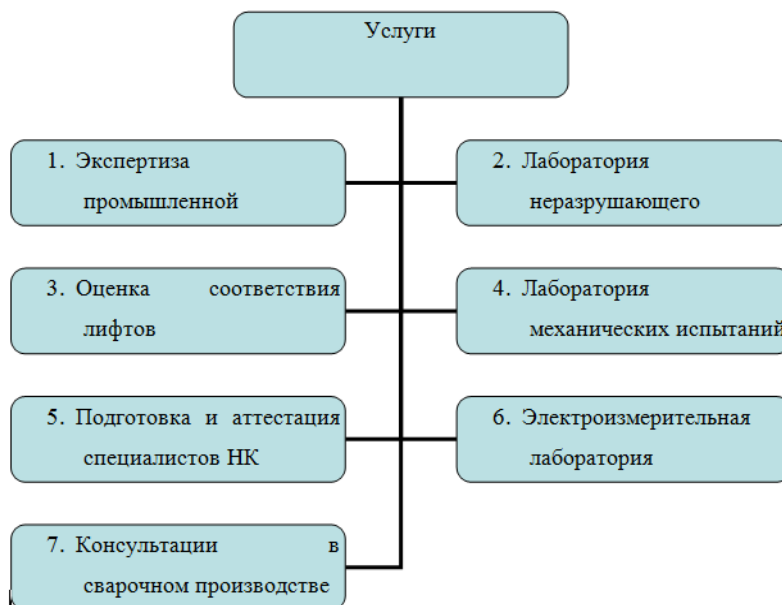 Услуги
1. Экспертиза
промышленной
2. Лаборатория
неразрушающего
3. Оценка соответствия
лифтов
4. Лаборатория
механических испытаний
5. Подготовка и аттестация
специалистов НК
6. Электроизмерительная
лаборатория
7. Консультации в
сварочном производстве